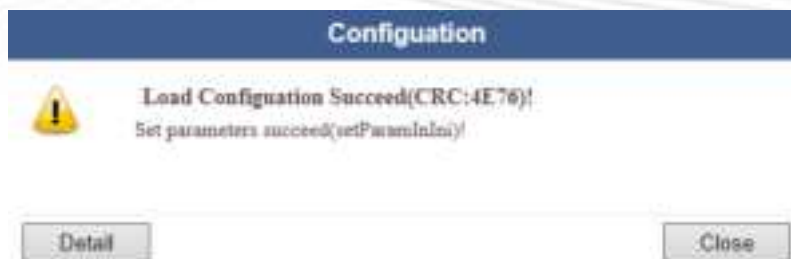 Configuation
Load Configuation Succeed(CRC:4E76)!
Set parameters succeed(setParamInIni)!
Detail
Close